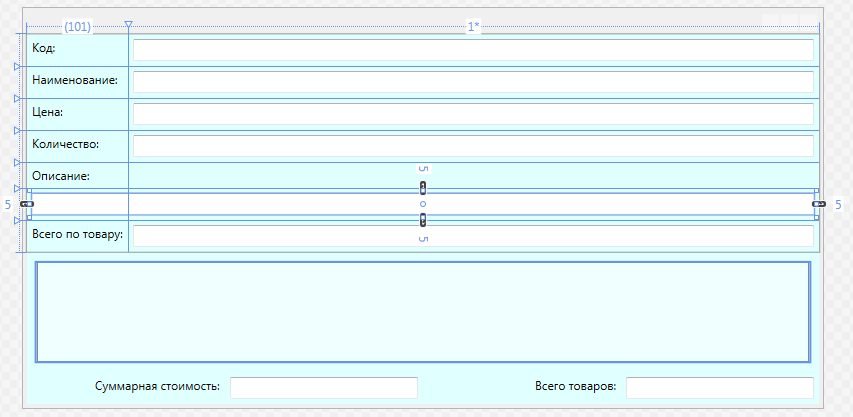 (101) 1*
Код:
Наименование:
Цена:
Количество:
Описание:
5
5 5
Всего по товару:
5
Суммарная стоимость: Всего товаров: